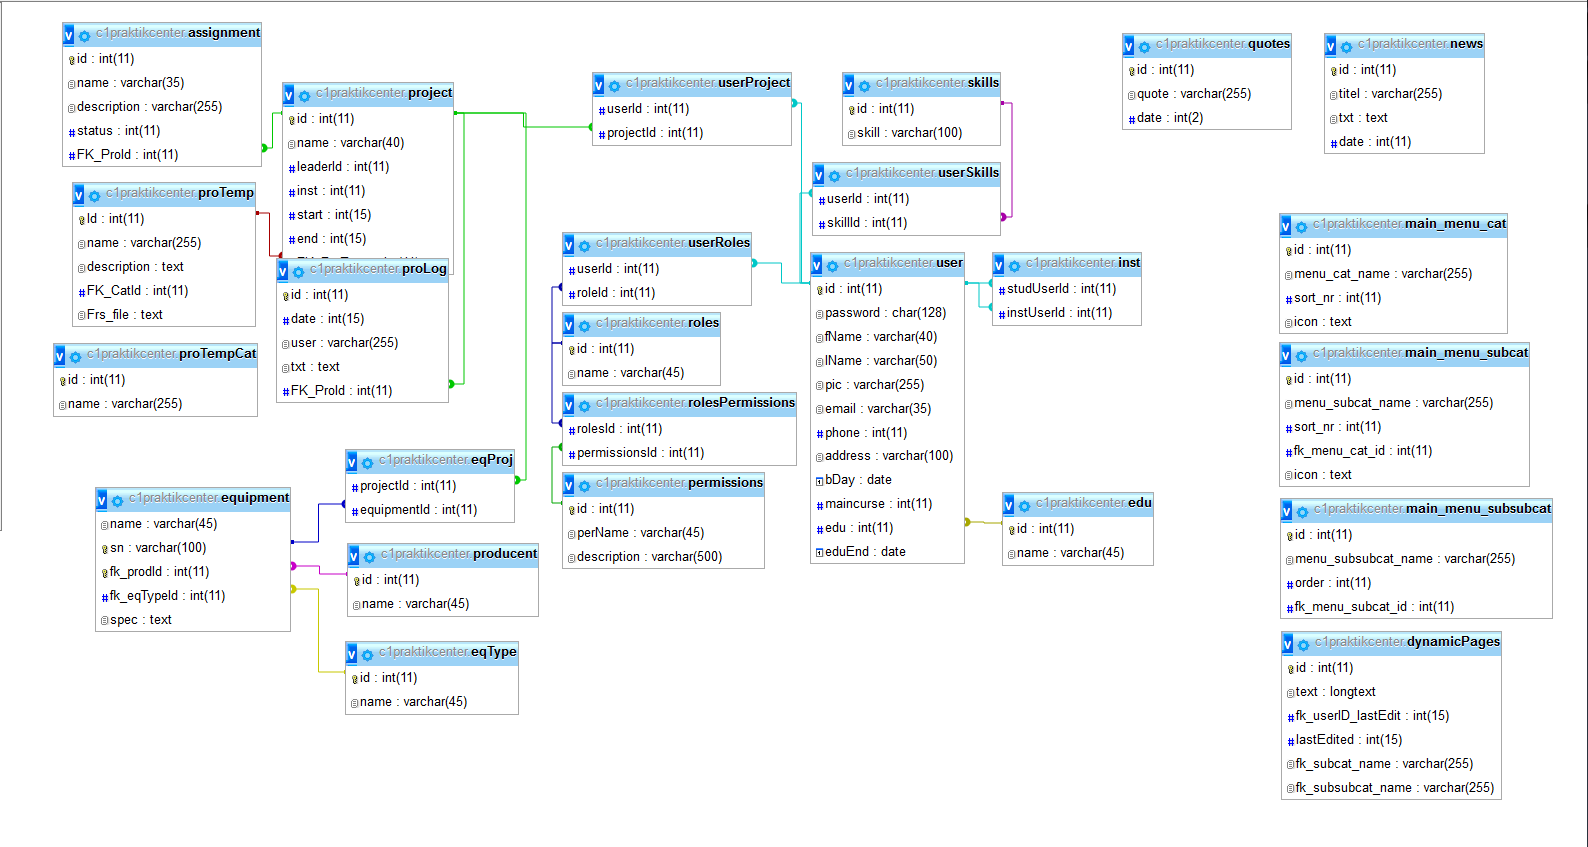 c1praktikcenter.assignment
id : int(11)
name : varchar(35)
description : varchar(255)
status : int(11)
FK_ProId : int(11)
c1praktikcenter.project
id : int(11)
name : varchar(40)
leaderId : int(11)
inst : int(11)
start : int(15)
end : int(15)
c1praktikcenter.proTemp
Id : int(11)
name : varchar(255)
description : text
FK_CatId : int(11)
Frs_file : text
c1praktikcenter.proLog
id : int(11)
date : int(15)
user : varchar(255)
txt : text
FK_ProId : int(11)
c1praktikcenter.proTempCat
id : int(11)
name : varchar(255)
c1praktikcenter.eqProj
projectId : int(11)
equipmentId : int(11)
c1praktikcenter.equipment
name : varchar(45)
sn : varchar(100)
fk_prodId : int(11)
fk_eqTypeId : int(11)
spec : text
c1praktikcenter.producent
id : int(11)
name : varchar(45)
c1praktikcenter.eqType
id : int(11)
name : varchar(45)
c1praktikcenter.userProject
userId : int(11)
projectId : int(11)
c1praktikcenter.skills
id : int(11)
skill : varchar(100)
c1praktikcenter.userSkills
userId : int(11)
skillId : int(11)
c1praktikcenter.userRoles
userId : int(11)
roleId : int(11)
c1praktikcenter.roles
id : int(11)
name : varchar(45)
c1praktikcenter.rolesPermissions
rolesId : int(11)
permissionsId : int(11)
c1praktikcenter.permissions
id : int(11)
perName : varchar(45)
description : varchar(500)
c1praktikcenter.user
id : int(11)
password : char(128)
fName : varchar(40)
lName : varchar(50)
pic : varchar(255)
email : varchar(35)
phone : int(11)
address : varchar(100)
bDay : date
maincurse : int(11)
edu : int(11)
eduEnd : date
c1praktikcenter.inst
studUserId : int(11)
instUserId : int(11)
c1praktikcenter.edu
id : int(11)
name : varchar(45)
c1praktikcenter.quotes
id : int(11)
quote : varchar(255)
date : int(2)
c1praktikcenter.news
id : int(11)
titel : varchar(255)
txt : text
date : int(11)
c1praktikcenter.main_menu_cat
id : int(11)
menu_cat_name : varchar(255)
sort_nr : int(11)
icon : text
c1praktikcenter.main_menu_subcat
id : int(11)
menu_subcat_name : varchar(255)
sort_nr : int(11)
fk_menu_cat_id : int(11)
icon : text
c1praktikcenter.main_menu_subsubcat
id : int(11)
menu_subsubcat_name : varchar(255)
order : int(11)
fk_menu_subcat_id : int(11)
c1praktikcenter.dynamicPages
id : int(11)
text : longtext
fk_userID_lastEdit : int(15)
lastEdited : int(15)
fk_subcat_name : varchar(255)
fk_subsubcat_name : varchar(255)